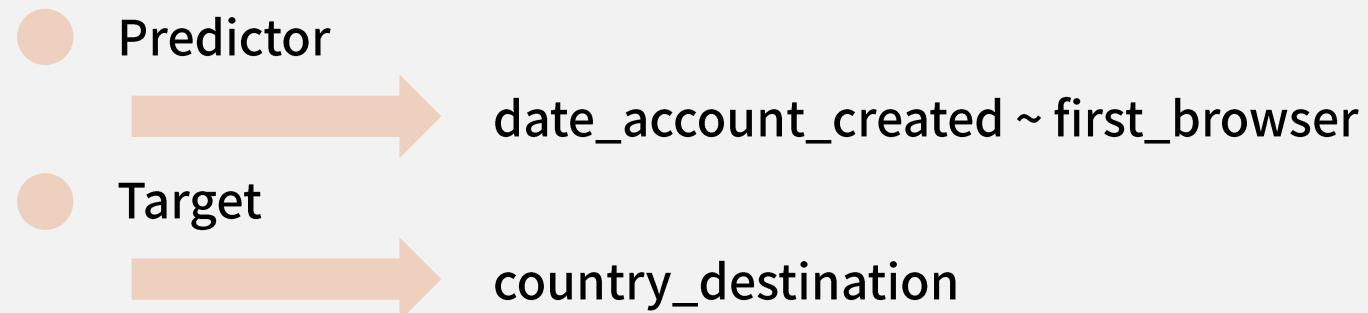 Predictor
date_account_created ~ first_browser
Target
country_destination